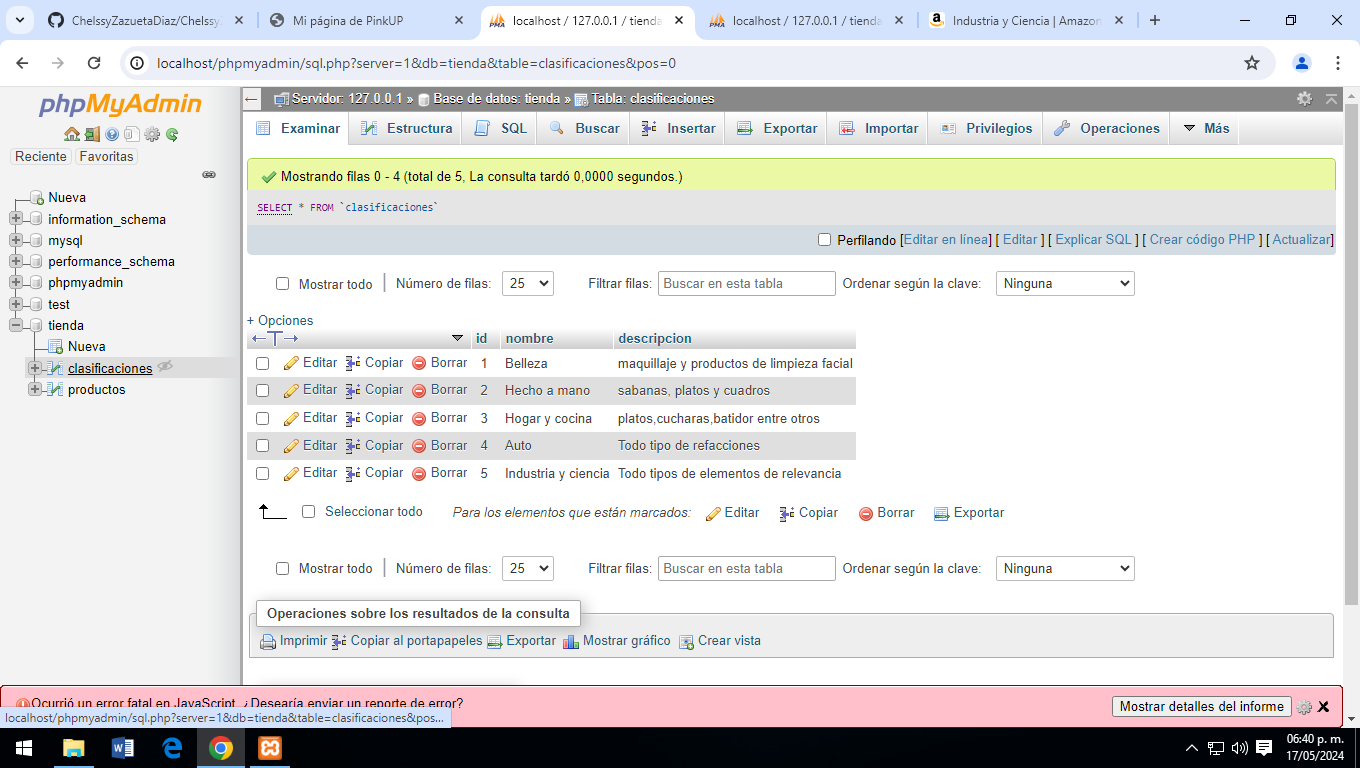 ChelssyZazuetaDiaz/Chelssy
Mi página de PinkUP
localhost / 127.0.0.1 / tienda
localhost / 127.0.0.1 / tienda
Industria y Ciencia | Amazon
localhost/phpmyadmin/sql.php?server=1&db=tienda&table=clasificaciones&pos=0
phpMyAdmin
Reciente Favoritas
Nueva
information_schema
mysql
performance_schema
phpmyadmin
test
tienda
Nueva
clasificaciones
productos
Servidor: 127.0.0.1 » Base de datos: tienda » Tabla: clasificaciones
Examinar Estructura SQL Buscar Insertar Exportar Importar Privilegios Operaciones Más
Mostrando filas 0 - 4 (total de 5, La consulta tardó 0,0000 segundos.)
SELECT * FROM `clasificaciones`
Perfilando [Editar en línea] [ Editar ] [ Explicar SQL ] [ Crear código PHP ] [ Actualizar]
Mostrar todo | Número de filas: 25 Filtrar filas: Buscar en esta tabla Ordenar según la clave: Ninguna
+ Opciones
←T→ id nombre descripcion
Editar Copiar Borrar 1 Belleza maquillaje y productos de limpieza facial
Editar Copiar Borrar 2 Hecho a mano sabanas, platos y cuadros
Editar Copiar Borrar 3 Hogar y cocina platos,cucharas,batidor entre otros
Editar Copiar Borrar 4 Auto Todo tipo de refacciones
Editar Copiar Borrar 5 Industria y ciencia Todo tipos de elementos de relevancia
Seleccionar todo Para los elementos que están marcados: Editar Copiar Borrar Exportar
Mostrar todo | Número de filas: 25 Filtrar filas: Buscar en esta tabla Ordenar según la clave: Ninguna
Operaciones sobre los resultados de la consulta
Imprimir Copiar al portapapeles Exportar Mostrar gráfico Crear vista
Ocurrió un error fatal en JavaScript. ¿Desearía enviar un reporte de error?
Mostrar detalles del informe
localhost/phpmyadmin/sql.php?server=1&db=tienda&table=clasificaciones&pos...
06:40 p. m.
17/05/2024